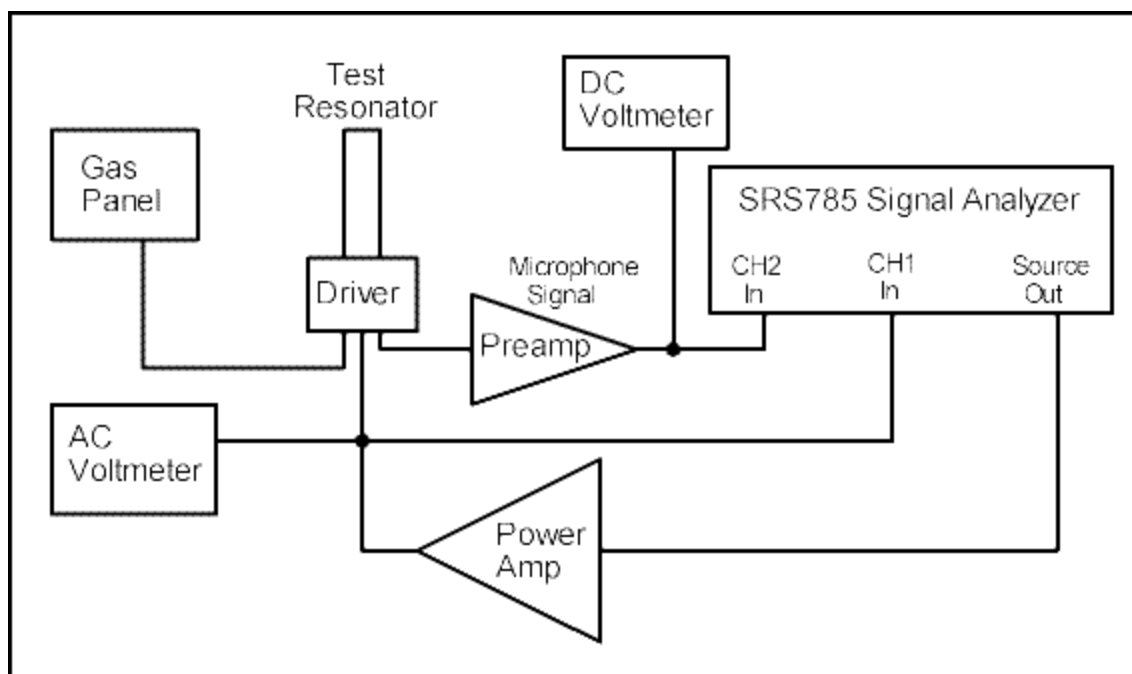 Test
Resonator
DC
Voltmeter
Gas
Panel
SRS785 Signal Analyzer
Driver
Microphone
Signal
CH2
In
CH1
In
Source
Out
Preamp
AC
Voltmeter
Power
Amp